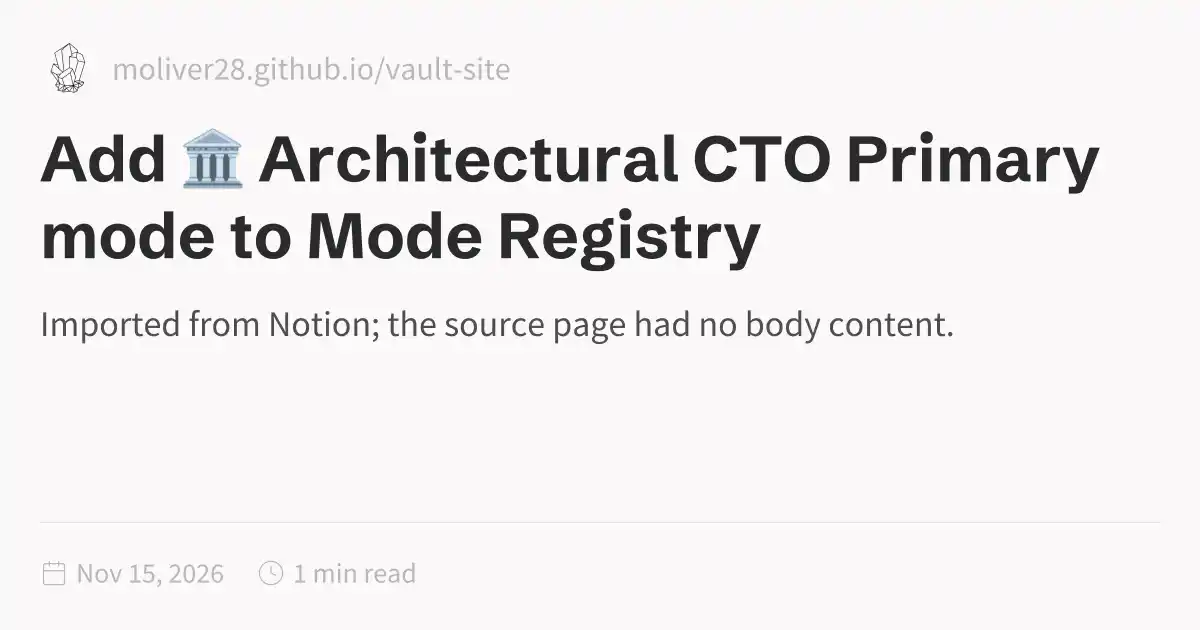 moliver28.github.io/vault-site
Add 🏛️ Architectural CTO Primary
mode to Mode Registry
Imported from Notion; the source page had no body content.
Nov 15, 2026
1 min read